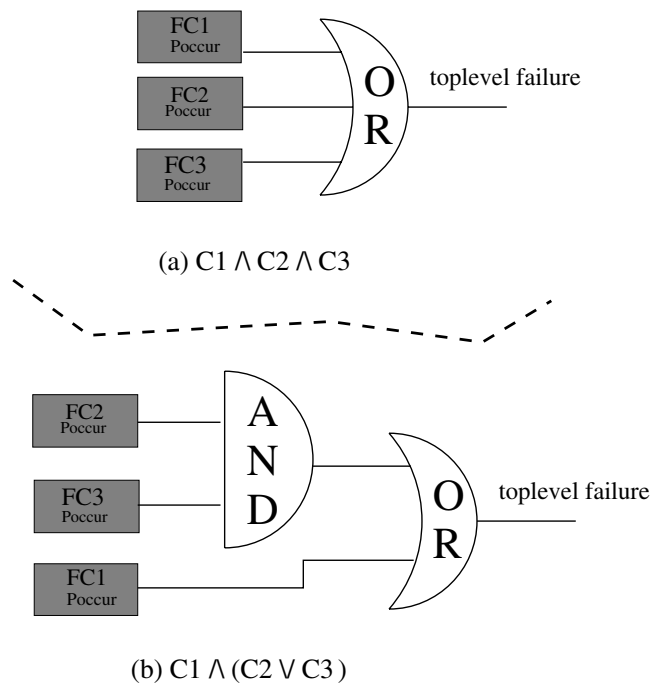 FC1
Poccur
FC2
Poccur
FC3
Poccur
O
R
toplevel failure
(a) C1 /\ C2 /\ C3
FC2
Poccur
FC3
Poccur
FC1
Poccur
A
N
D
O
R
toplevel failure
(b) C1 /\ (C2 \/ C3 )